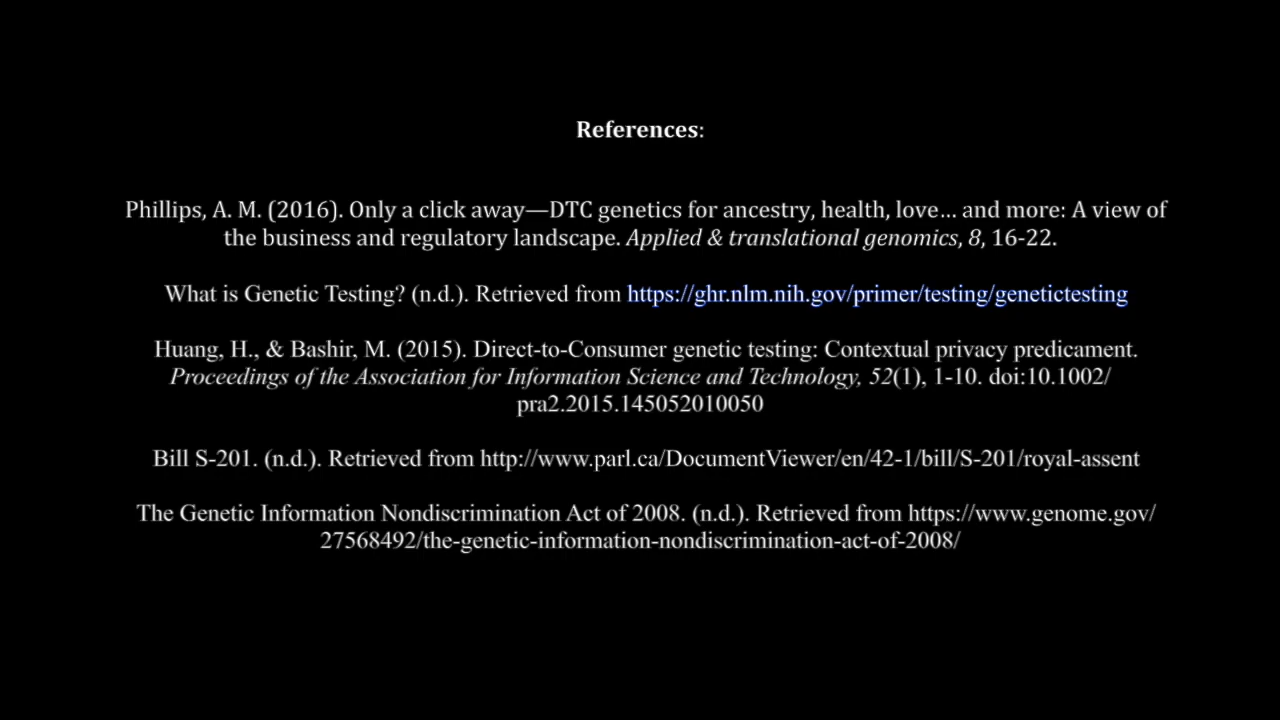 References:
Phillips, A. M. (2016). Only a click away—DTC genetics for ancestry, health, love… and more: A view of
the business and regulatory landscape. Applied & translational genomics, 8, 16-22.
What is Genetic Testing? (n.d.). Retrieved from https://ghr.nlm.nih.gov/primer/testing/genetictesting
Huang, H., & Bashir, M. (2015). Direct-to-Consumer genetic testing: Contextual privacy predicament.
Proceedings of the Association for Information Science and Technology, 52(1), 1-10. doi:10.1002/
pra2.2015.145052010050
Bill S-201. (n.d.). Retrieved from http://www.parl.ca/DocumentViewer/en/42-1/bill/S-201/royal-assent
The Genetic Information Nondiscrimination Act of 2008. (n.d.). Retrieved from https://www.genome.gov/
27568492/the-genetic-information-nondiscrimination-act-of-2008/